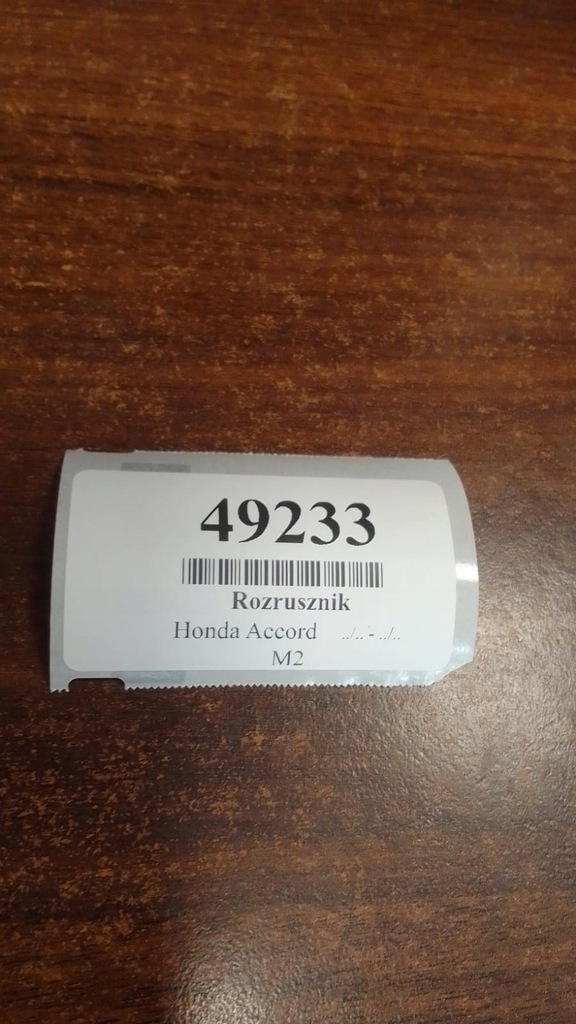 49233
Rozrusznik
Honda Accord ../.. - ../..
M2